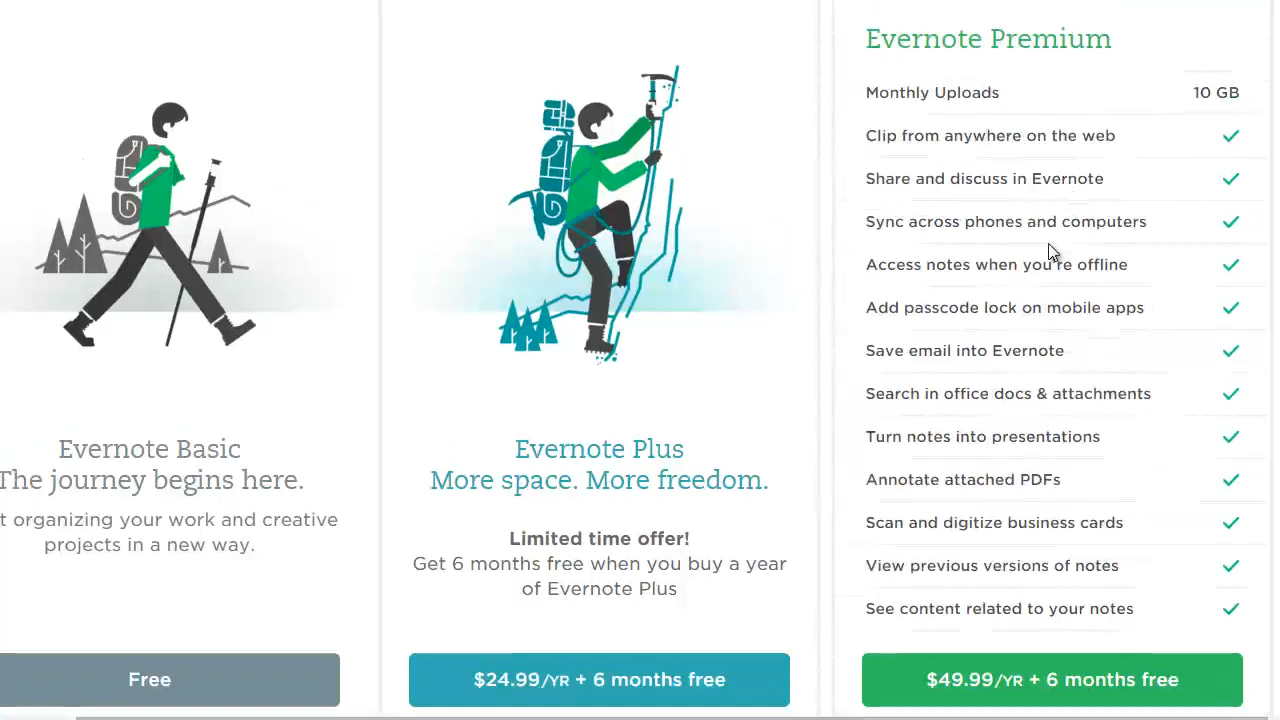 Evernote Basic
The journey begins here.
t organizing your work and creative
projects in a new way.
Free
Evernote Plus
More space. More freedom.
Limited time offer!
Get 6 months free when you buy a year
of Evernote Plus
$24.99/YR + 6 months free
Evernote Premium
Monthly Uploads 10 GB
Clip from anywhere on the web
Share and discuss in Evernote
Sync across phones and computers
Access notes when you're offline
Add passcode lock on mobile apps
Save email into Evernote
Search in office docs & attachments
Turn notes into presentations
Annotate attached PDFs
Scan and digitize business cards
View previous versions of notes
See content related to your notes
$49.99/YR + 6 months free